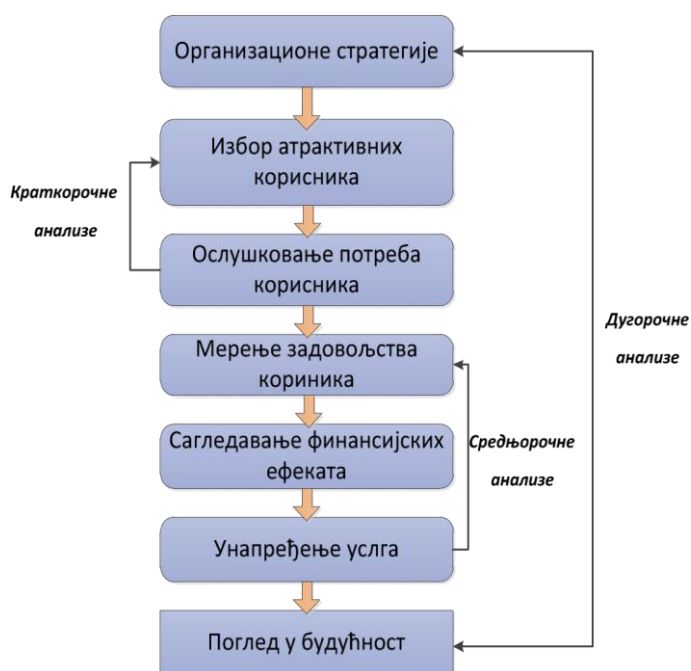 Организационе стратегије
Избор атрактивних
корисника
Краткорочне
анализе
Ослушковање потреба
корисника
Мерење задовољства
кориника
Дугорочне
анализе
Сагледавање финансијских
ефеката
Средњорочне
анализе
Унапређење услга
Поглед у будућност